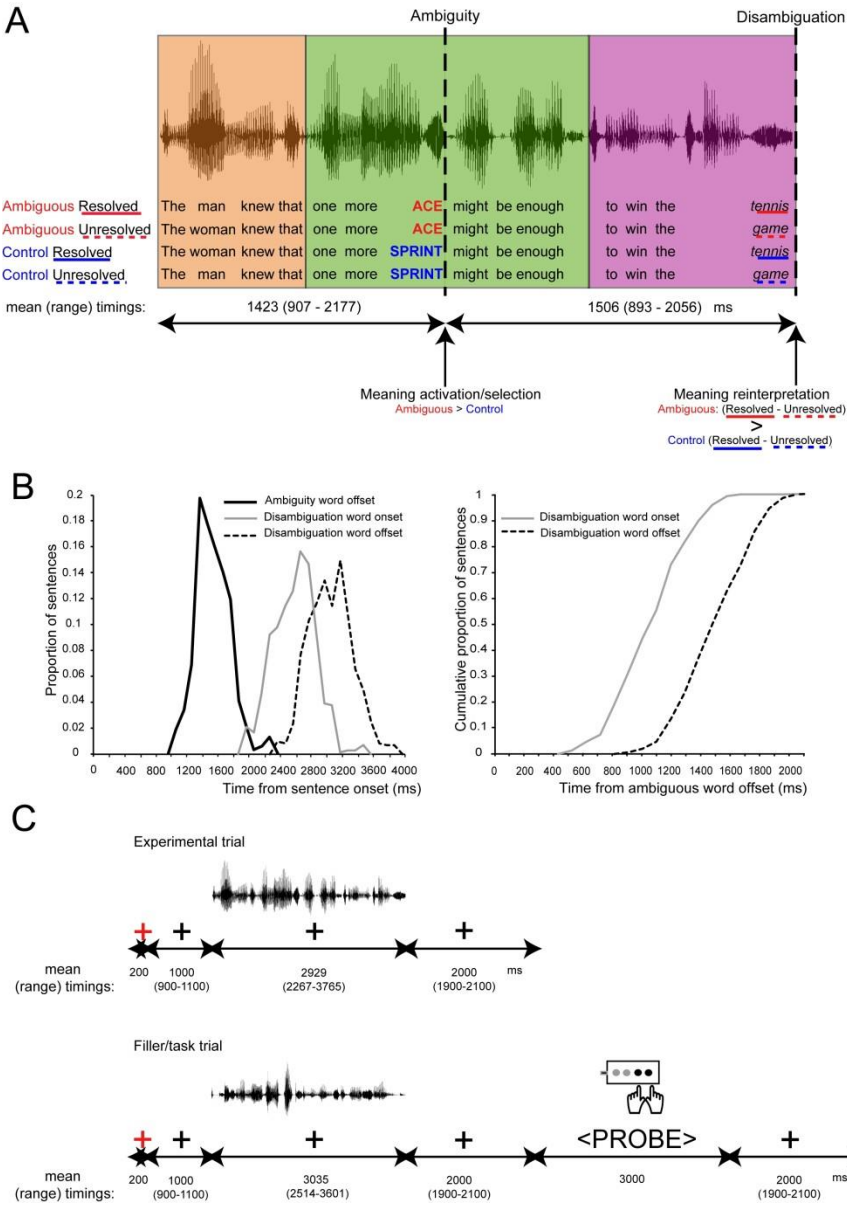 A
Ambiguity
Disambiguation
Ambiguous Resolved The man knew that one more ACE might be enough to win the tennis
Ambiguous Unresolved The woman knew that one more ACE might be enough to win the game
Control Resolved The woman knew that one more SPRINT might be enough to win the tennis
Control Unresolved The man knew that one more SPRINT might be enough to win the game
mean (range) timings: 1423 (907 - 2177) 1506 (893 - 2056) ms
Meaning activation/selection
Ambiguous > Control
Meaning reinterpretation
Ambiguous: (Resolved - Unresolved)
>
Control (Resolved - Unresolved)
B
Proportion of sentences
0.2
0.18
0.16
0.14
0.12
0.1
0.08
0.06
0.04
0.02
0
Ambiguity word offset
Disambiguation word onset
Disambiguation word offset
0 400 800 1200 1600 2000 2400 2800 3200 3600 4000
Time from sentence onset (ms)
Cumulative proportion of sentences
1
0.9
0.8
0.7
0.6
0.5
0.4
0.3
0.2
0.1
0
Disambiguation word onset
Disambiguation word offset
0 200 400 600 800 1000 1200 1400 1600 1800 2000
Time from ambiguous word offset (ms)
C
Experimental trial
+ + + +
mean
(range) timings:
200 1000 2929 2000 ms
(900-1100) (2267-3765) (1900-2100)
Filler/task trial
+ + + + <PROBE> +
mean
(range) timings:
200 1000 3035 2000 3000 2000 ms
(900-1100) (2514-3601) (1900-2100) (1900-2100)